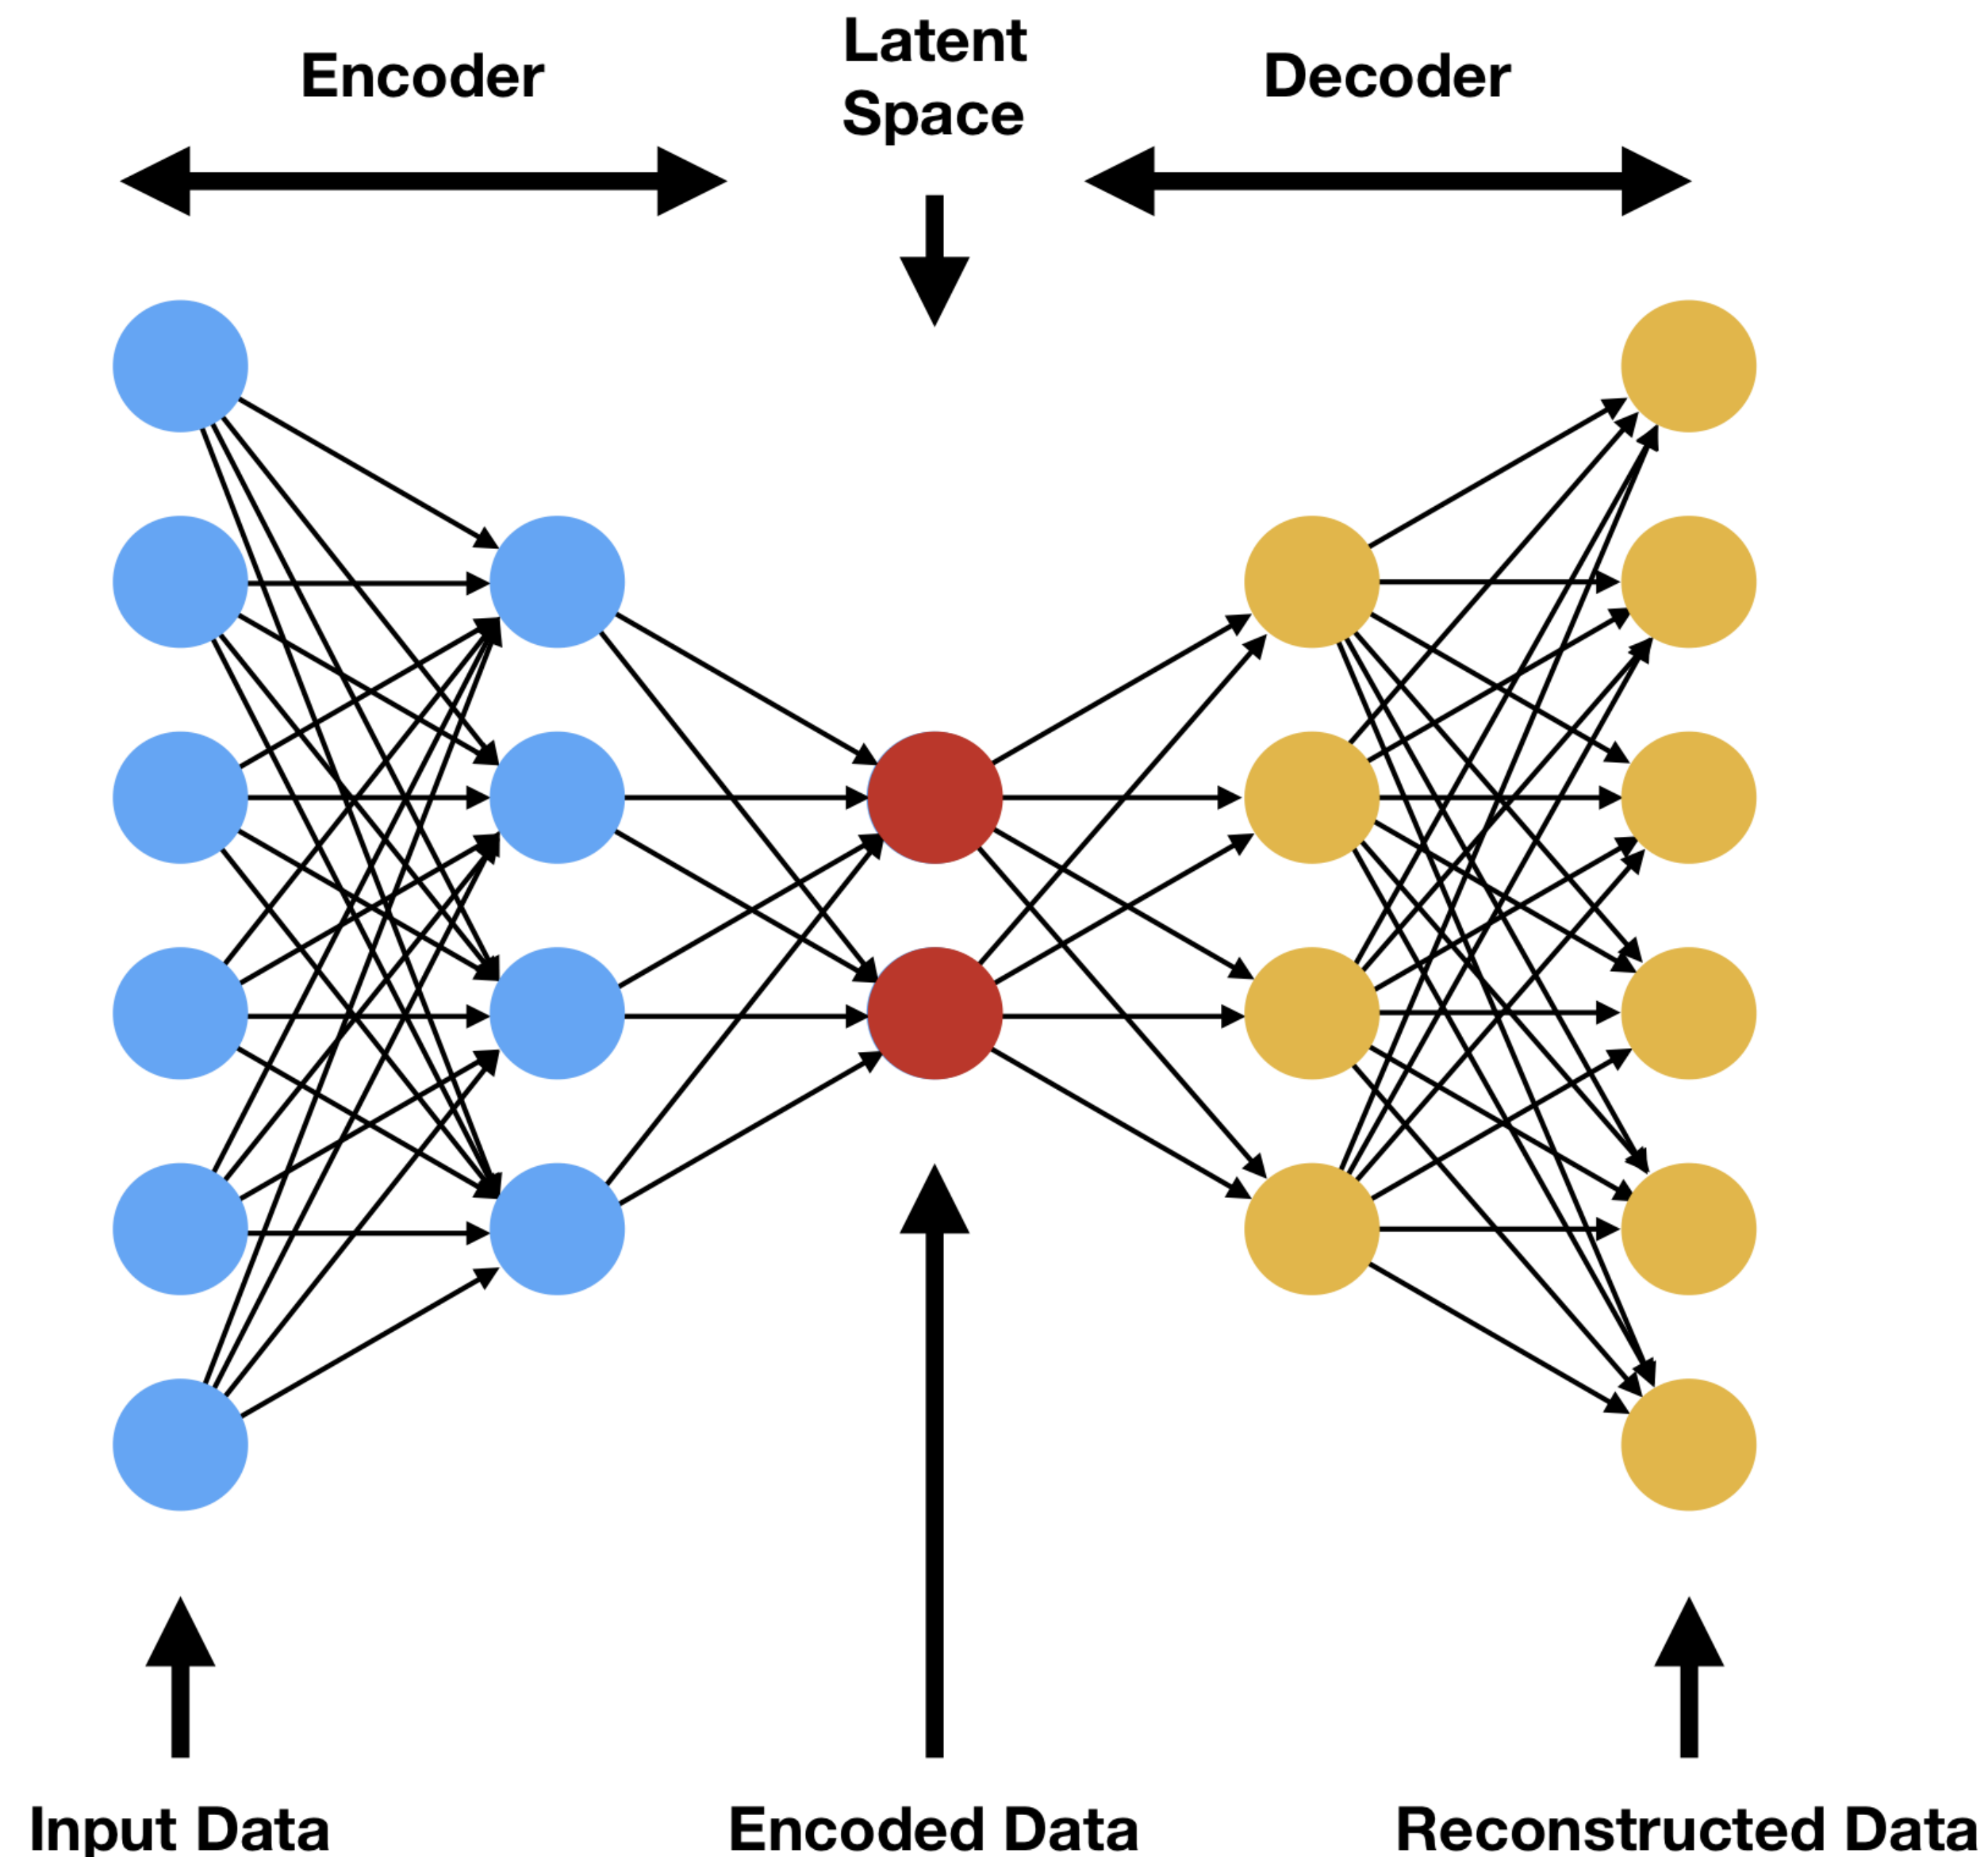 Encoder
Latent
Space
Decoder
Input Data
Encoded Data
Reconstructed Data